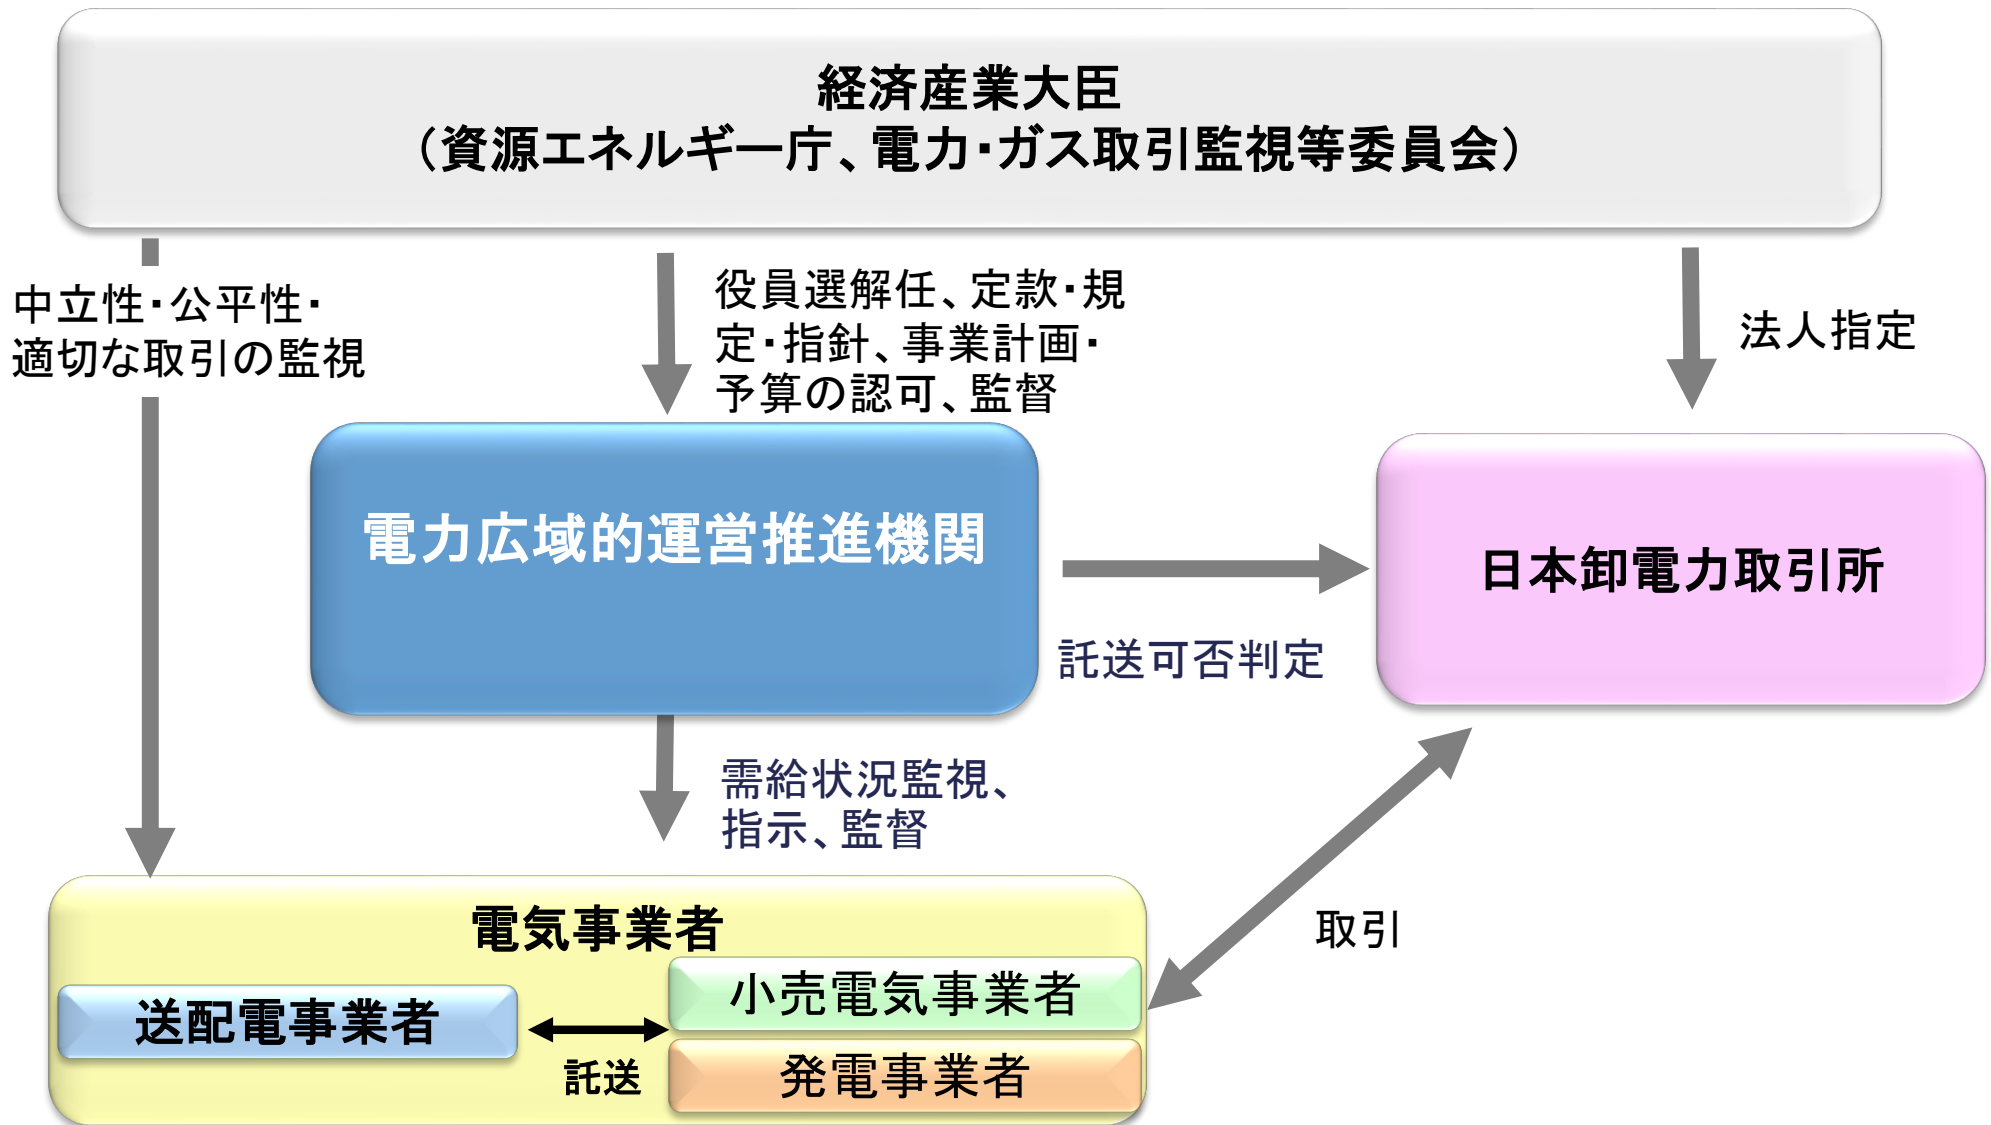 経済産業大臣
（資源エネルギー庁、電力・ガス取引監視等委員会）
中立性・公平性・
適切な取引の監視
役員選解任、定款・規
定・指針、事業計画・
予算の認可、監督
法人指定
電力広域的運営推進機関
日本卸電力取引所
託送可否判定
需給状況監視、
指示、監督
取引
電気事業者
送配電事業者
託送
小売電気事業者
発電事業者